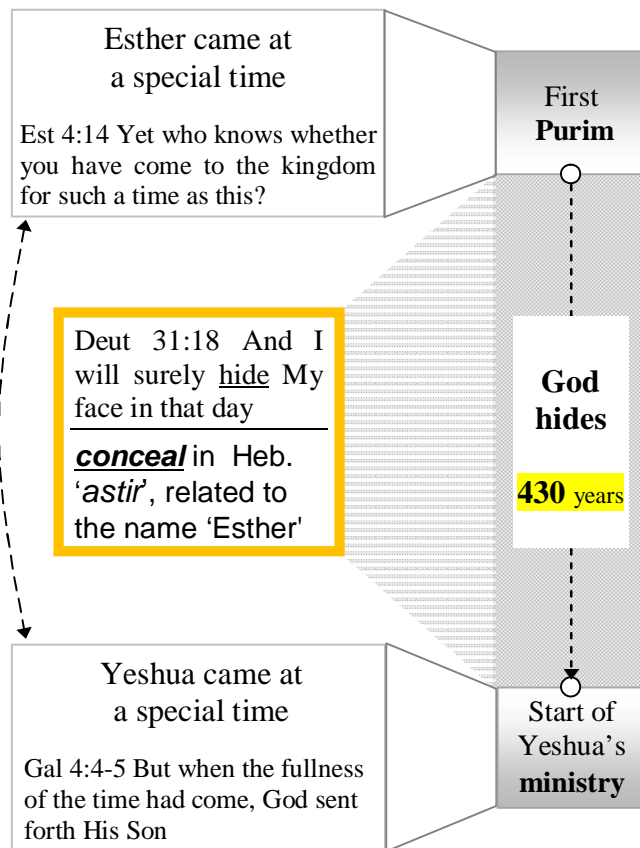 Esther came at
a special time
Est 4:14 Yet who knows whether
you have come to the kingdom
for such a time as this?
First
Purim
Deut 31:18 And I
will surely hide My
face in that day
conceal in Heb.
‘astir’, related to
the name ‘Esther'
God
hides
430 years
Yeshua came at
a special time
Gal 4:4-5 But when the fullness
of the time had come, God sent
forth His Son
Start of
Yeshua’s
ministry